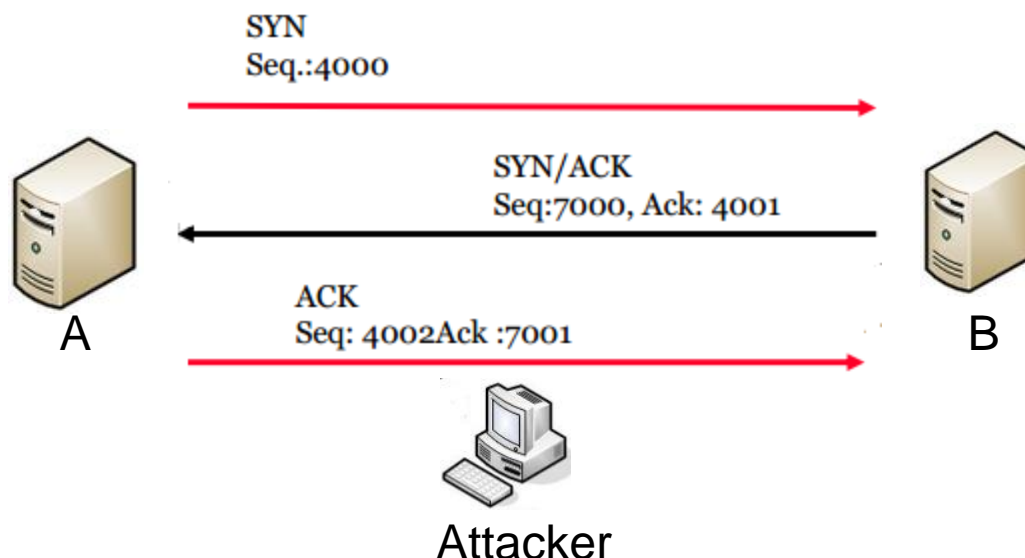 SYN
Seq.:4000
SYN/ACK
Seq:7000, Ack: 4001
ACK
Seq: 4002Ack :7001
A
B
Attacker